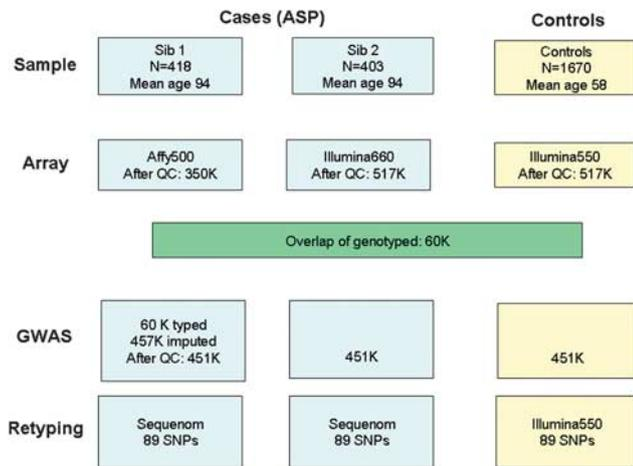 Cases (ASP)
Controls
Sample
Sib 1
N=418
Mean age 94
Sib 2
N=403
Mean age 94
Controls
N=1670
Mean age 58
Array
Affy500
After QC: 350K
Illumina660
After QC: 517K
Illumina550
After QC: 517K
Overlap of genotyped: 60K
GWAS
60 K typed
457K imputed
After QC: 451K
451K
451K
Retyping
Sequenom
89 SNPs
Sequenom
89 SNPs
Illumina550
89 SNPs